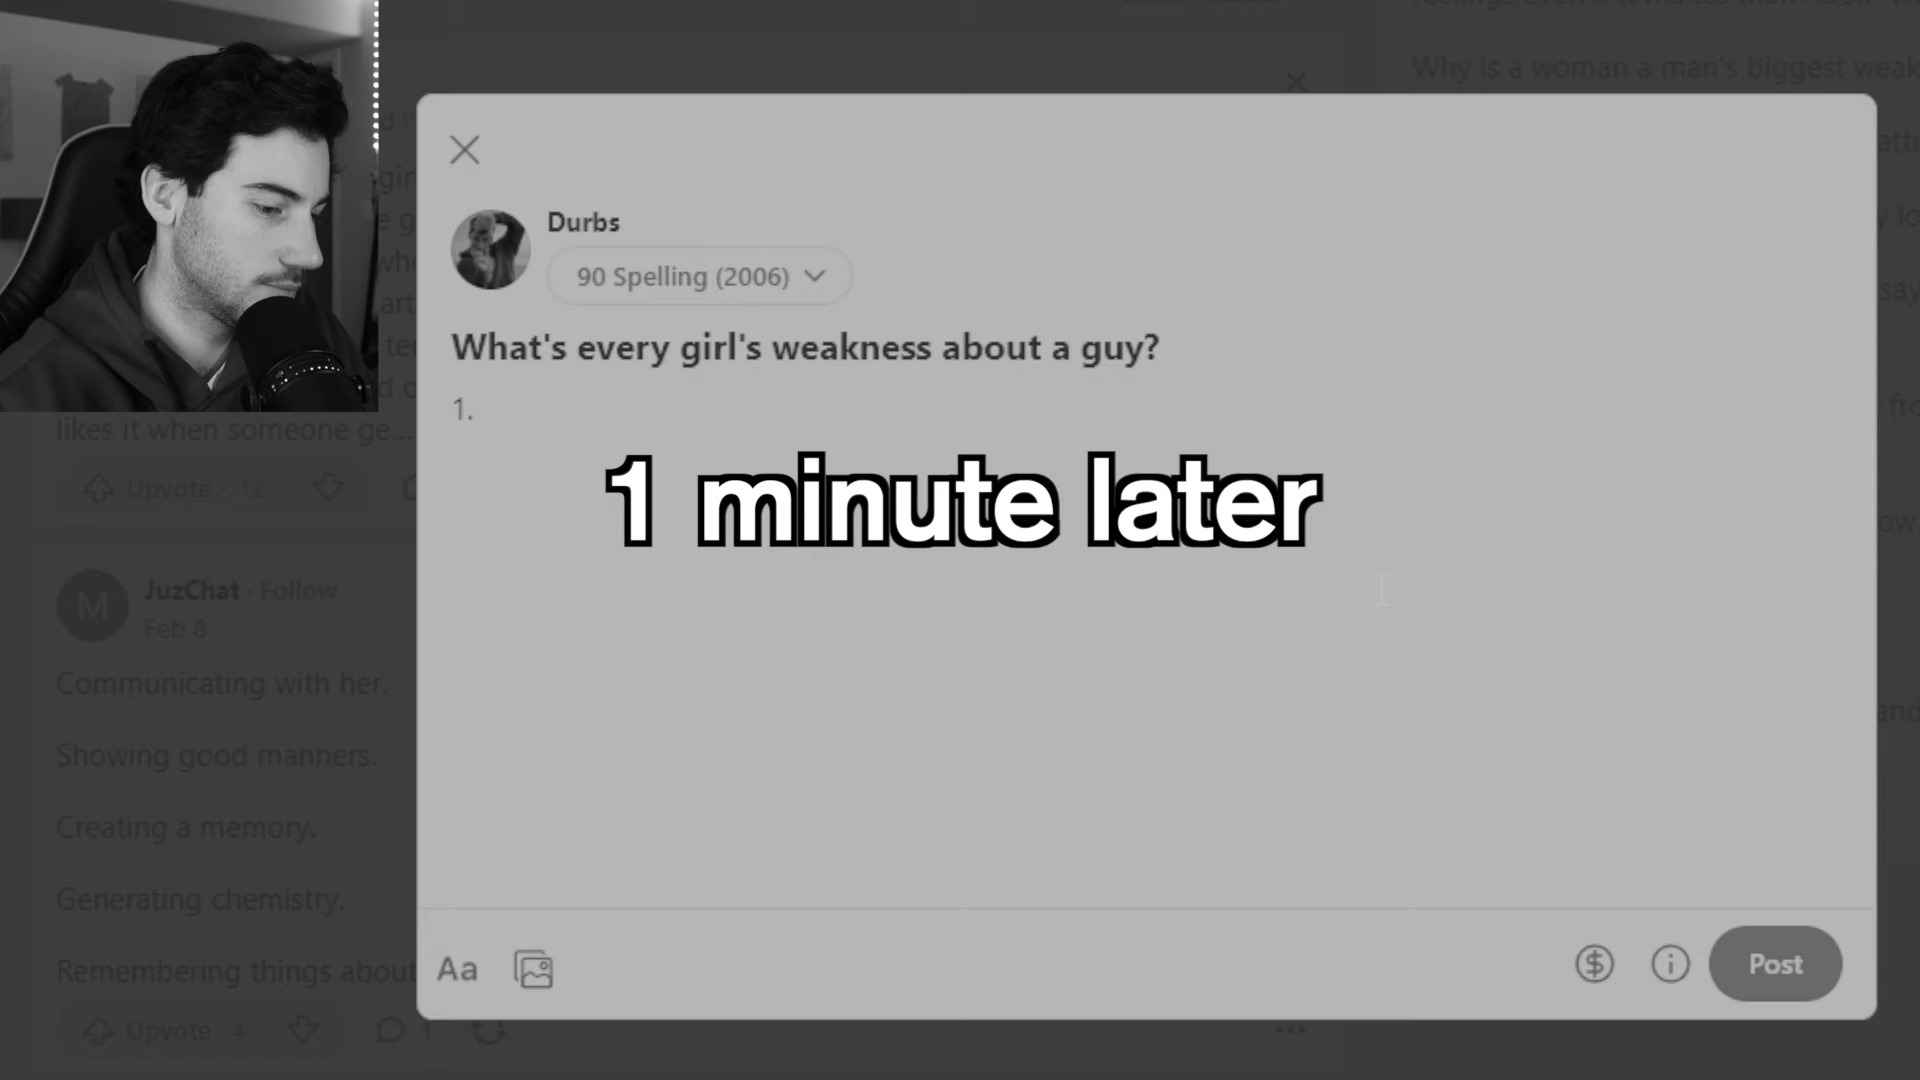 Why is a woman a man's biggest weak
Durbs
90 Spelling (2006)
What's every girl's weakness about a guy?
1.
1 minute later
likes it when someone ge...
Upvote · 12
M
JuzChat · Follow
Feb 8
Communicating with her.
Showing good manners.
Creating a memory.
Generating chemistry.
Remembering things about
Upvote · 4
1
Aa
Post